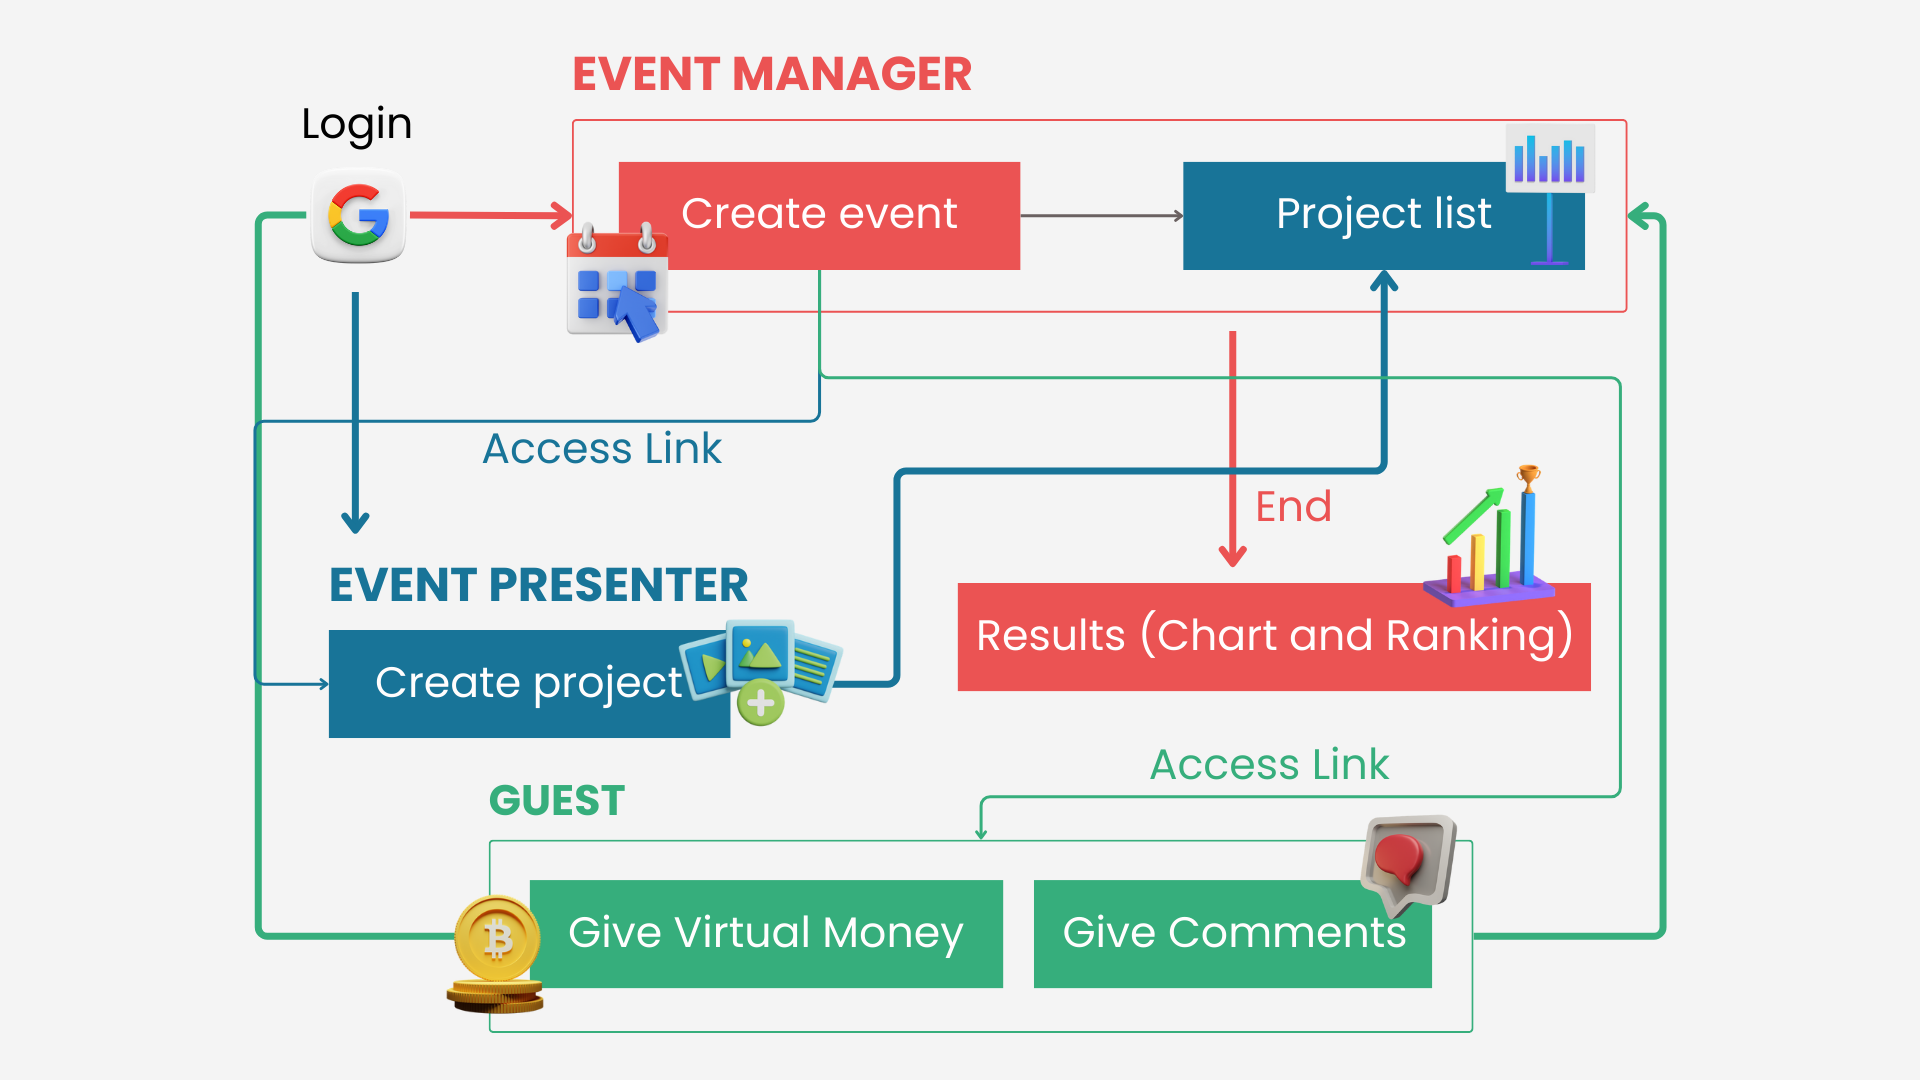 EVENT MANAGER
Login
Create event
Project list
Access Link
End
EVENT PRESENTER
Create project
Results (Chart and Ranking)
Access Link
GUEST
Give Virtual Money
Give Comments